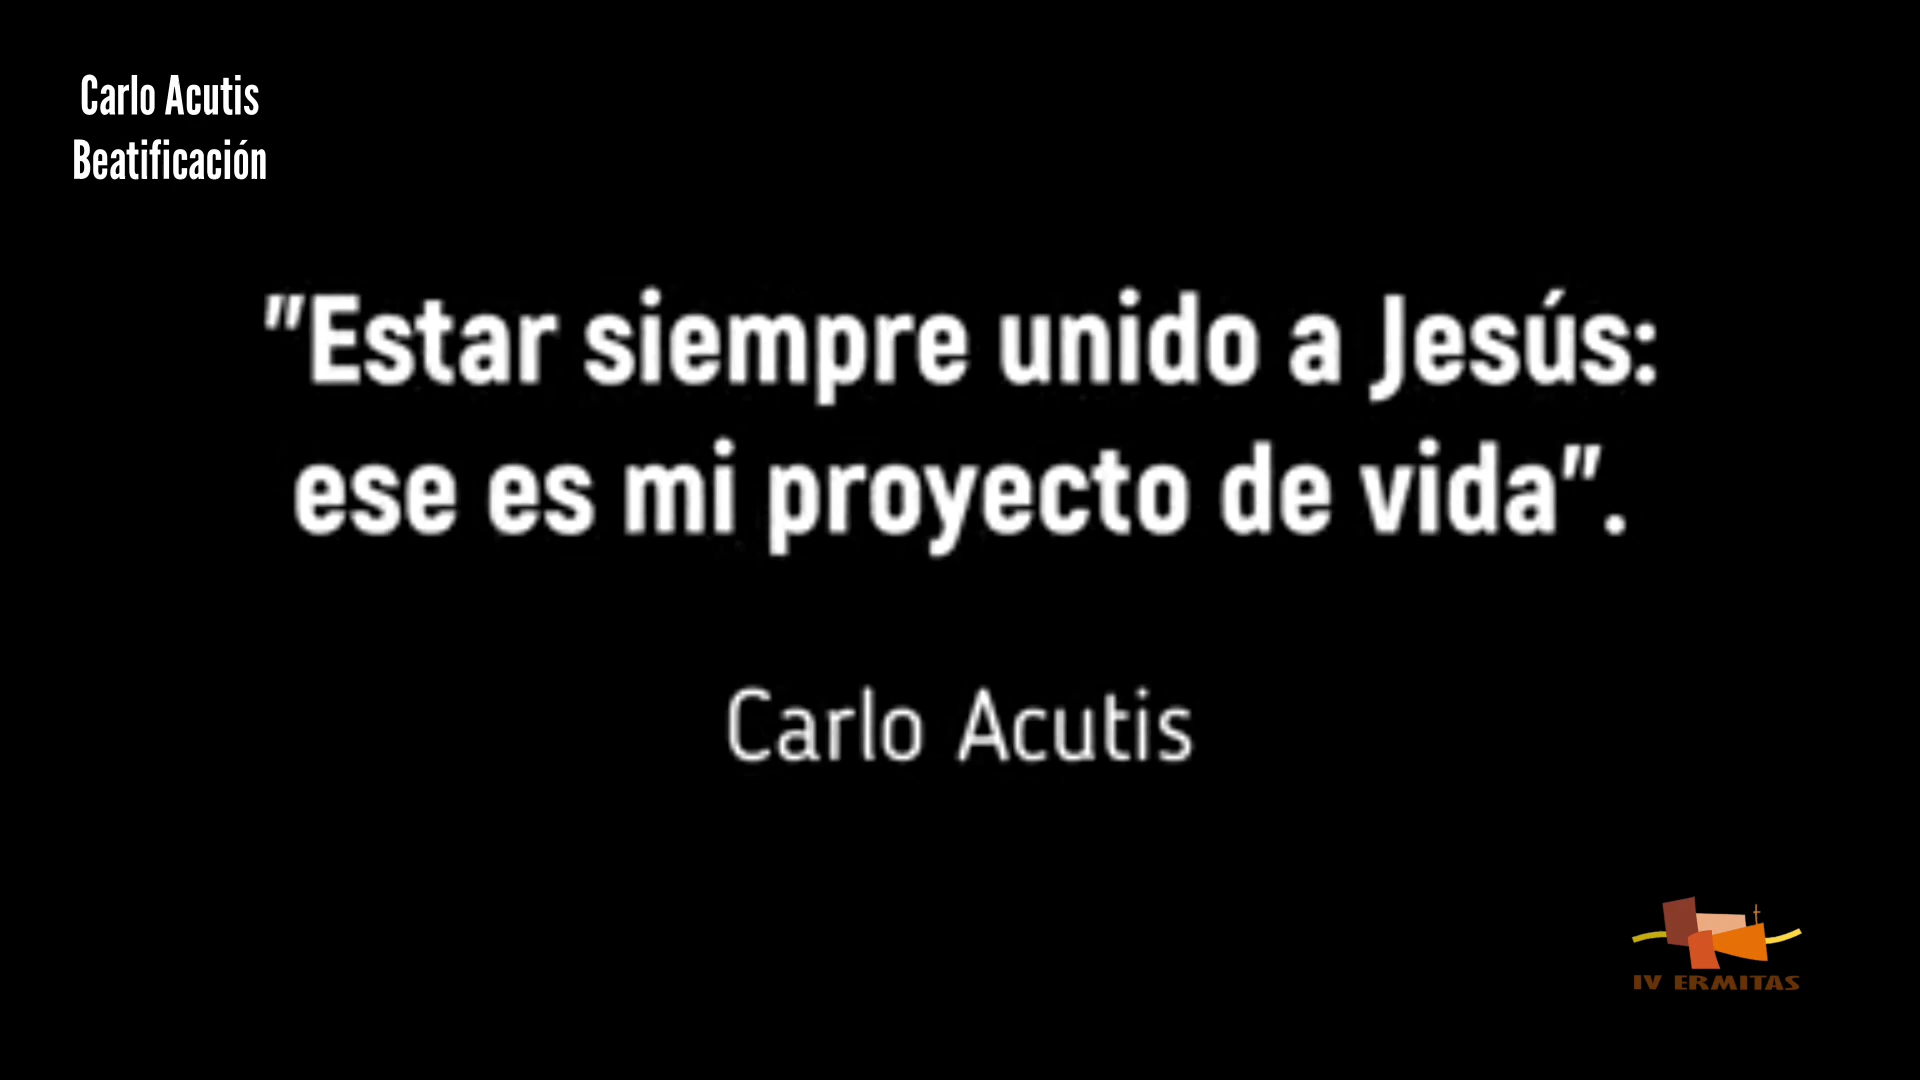 Carlo Acutis
Beatificación
"Estar siempre unido a Jesús:
ese es mi proyecto de vida".
Carlo Acutis
IV ERMITAS